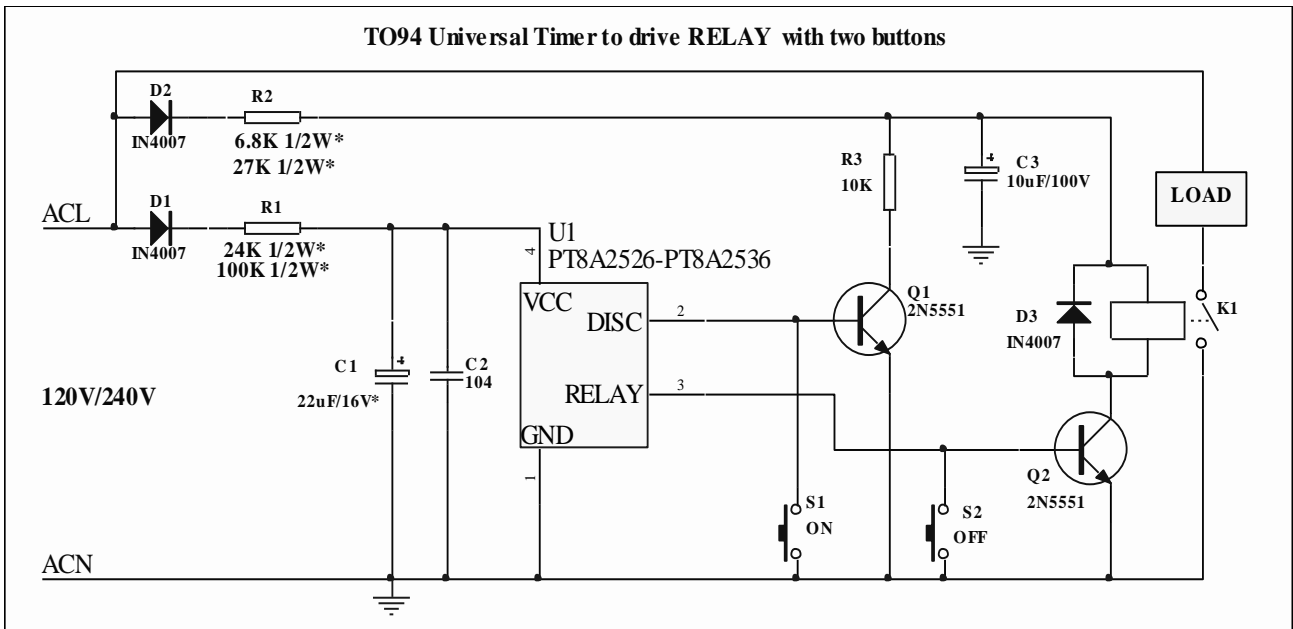 TO94 Universal Timer to drive RELAY with two buttons
D2
IN4007
R2
6.8K 1/2W*
27K 1/2W*
R3
10K
C3
10uF/100V
LOAD
ACL
D1
IN4007
R1
24K 1/2W*
100K 1/2W*
4
U1
PT8A2526-PT8A2536
VCC
DISC
2
Q1
2N5551
D3
IN4007
K1
120V/240V
C1
22uF/16V*
C2
104
RELAY
3
GND
1
Q2
2N5551
S1
ON
S2
OFF
ACN